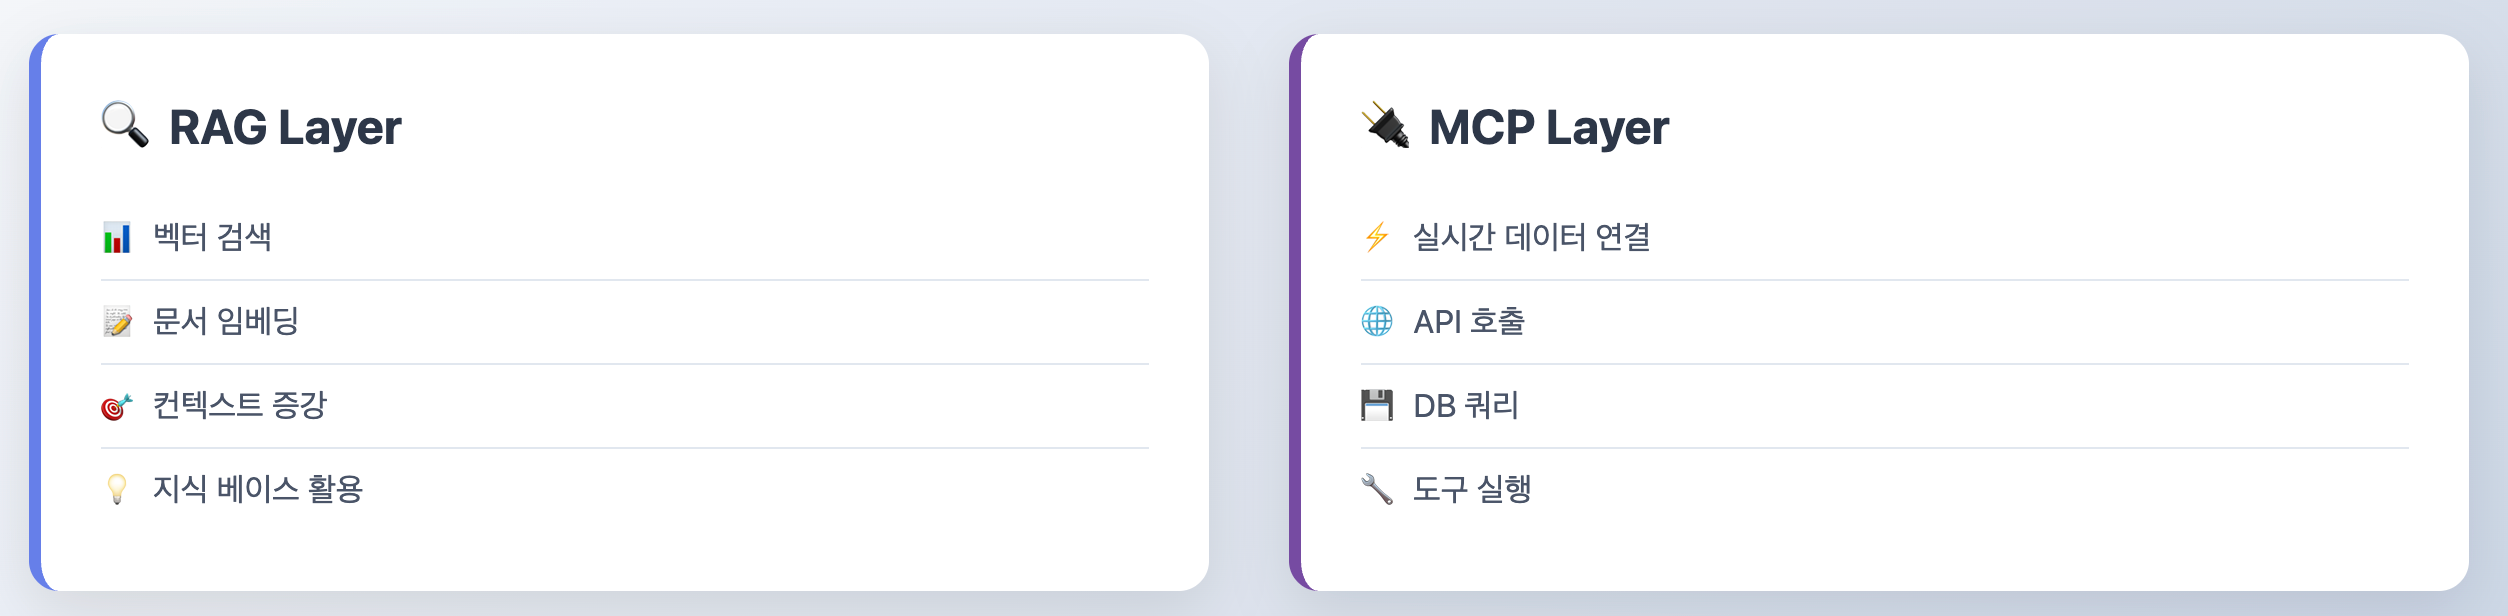 RAG Layer
벡터 검색
문서 임베딩
컨텍스트 증강
지식 베이스 활용
MCP Layer
실시간 데이터 연결
API 호출
DB 쿼리
도구 실행